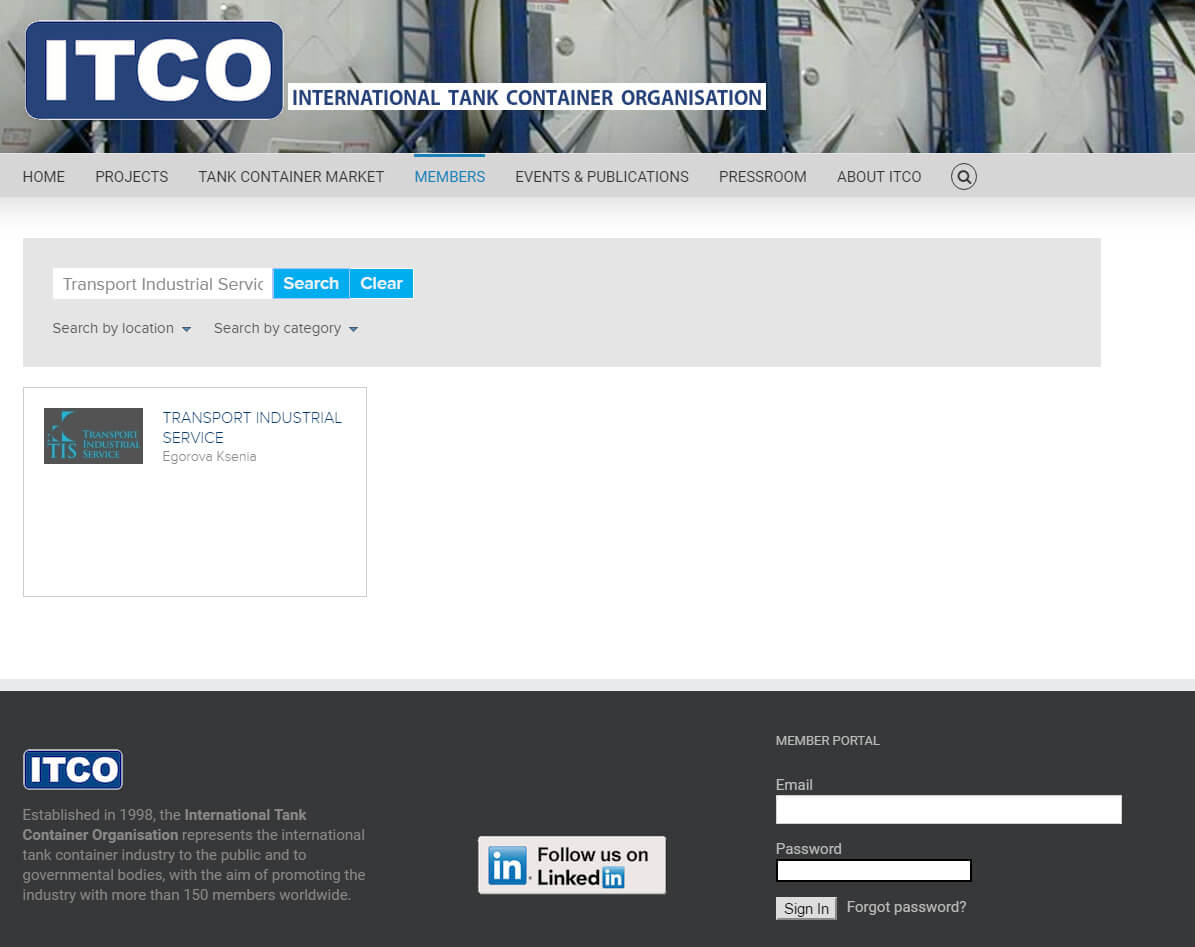 ITCO
INTERNATIONAL TANK CONTAINER ORGANISATION
HOME PROJECTS TANK CONTAINER MARKET MEMBERS EVENTS & PUBLICATIONS PRESSROOM ABOUT ITCO
Transport Industrial Servic Search Clear
Search by location Search by category
TIS
TRANSPORT
INDUSTRIAL
SERVICE
TRANSPORT INDUSTRIAL
SERVICE
Egorova Ksenia
ITCO
Established in 1998, the International Tank
Container Organisation represents the international
tank container industry to the public and to
governmental bodies, with the aim of promoting the
industry with more than 150 members worldwide.
in. Follow us on
Linked in
MEMBER PORTAL
Email
Password
Sign In Forgot password?